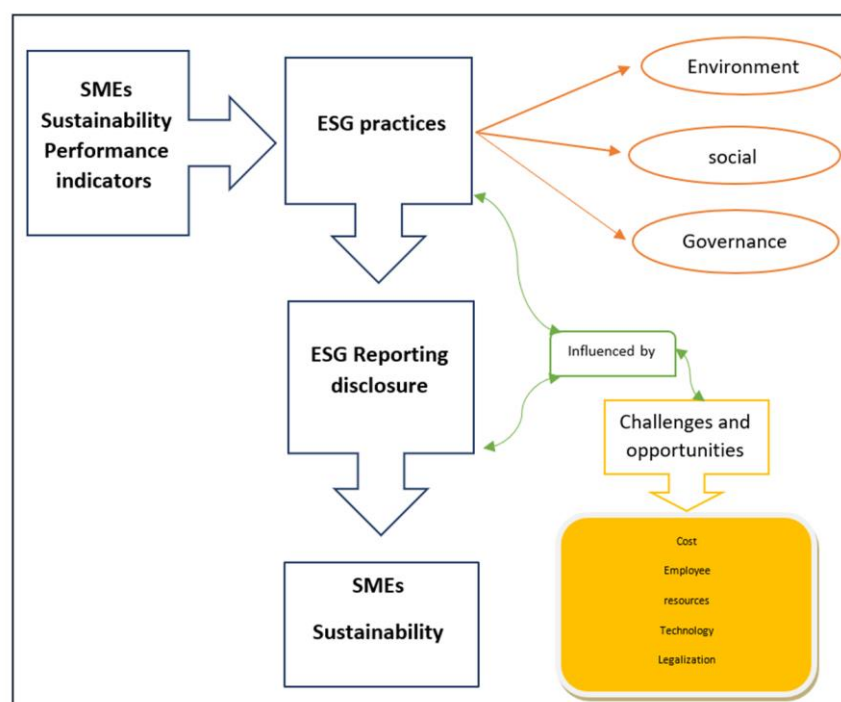 SMEs
Sustainability
Performance
indicators
ESG practices
Environment
social
Governance
ESG Reporting
disclosure
Influenced by
Challenges and
opportunities
SMEs
Sustainability
Cost
Employee
resources
Technology
Legalization